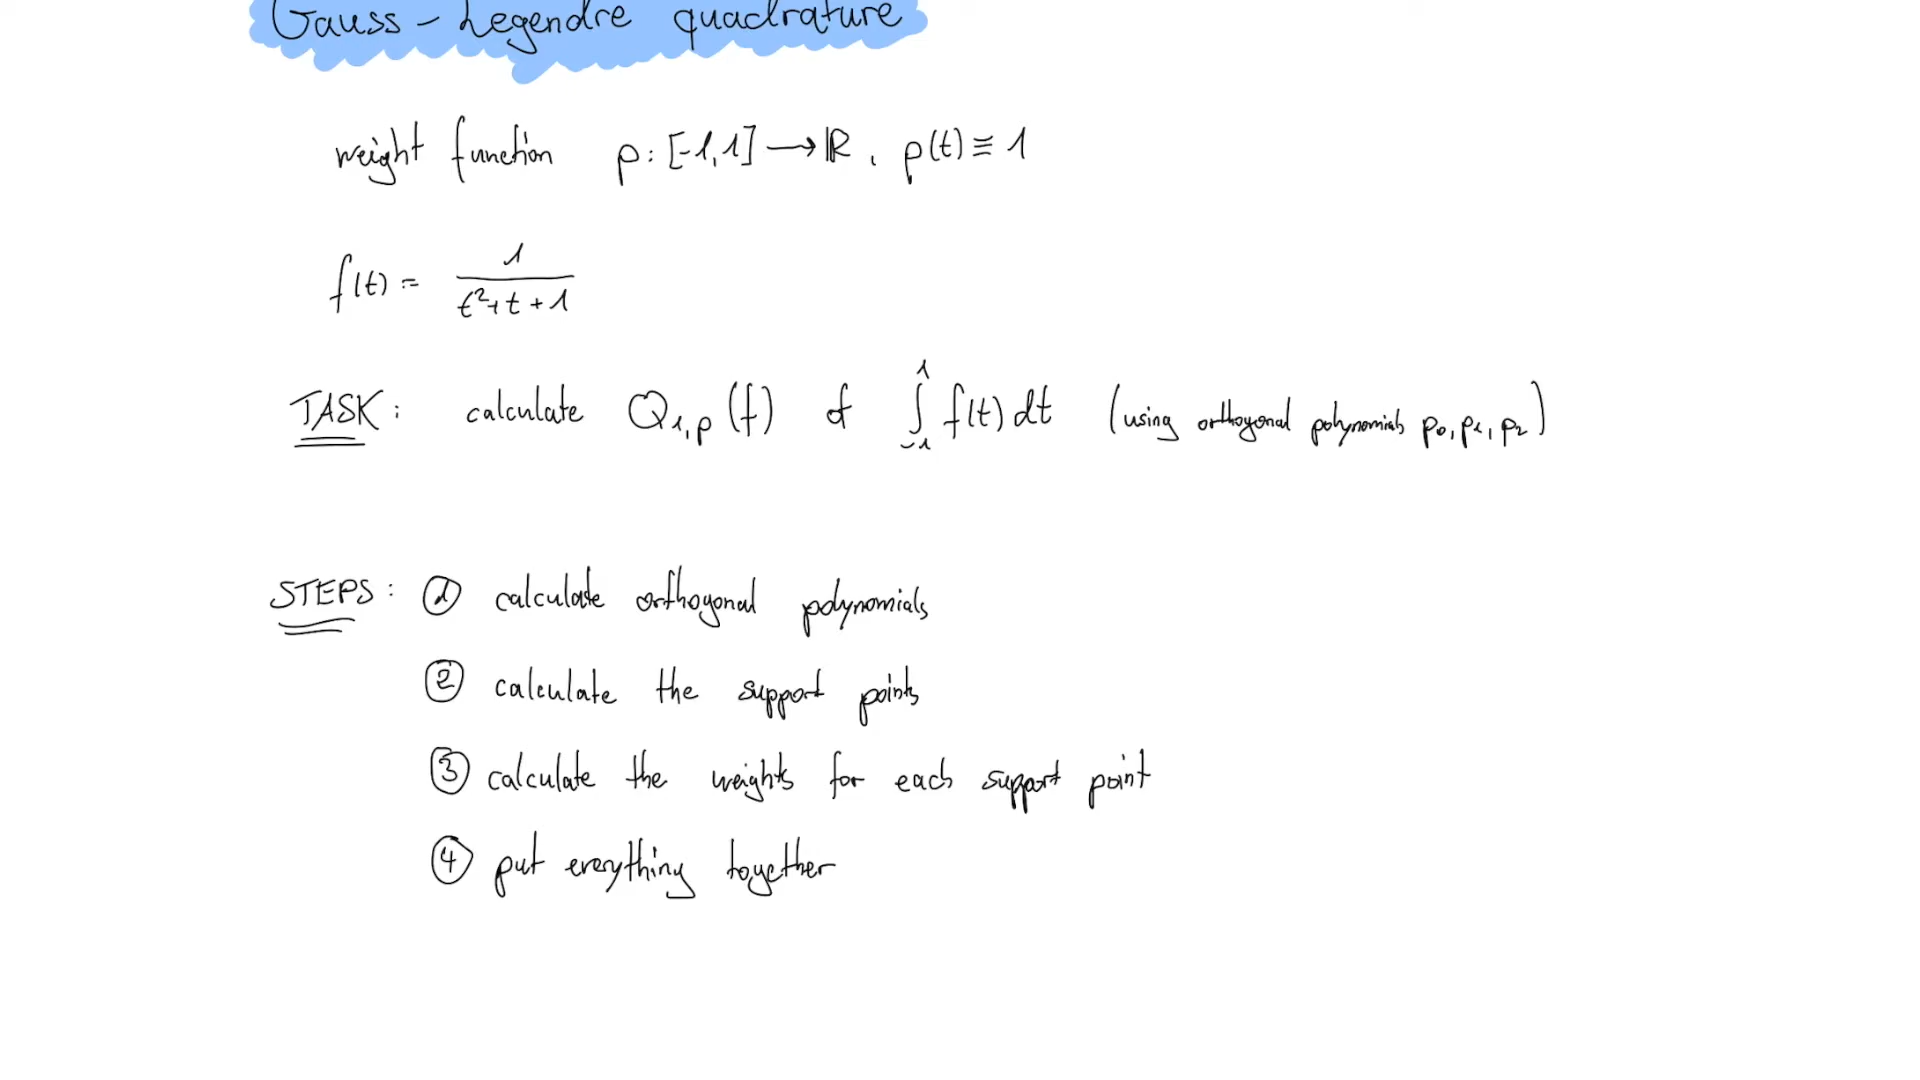 Gauss - Legendre quadrature
weight function p: [-1,1] → ℝ, p(t) ≡ 1
f(t) = 1 / (t² + t + 1)
TASK: calculate Q₁,ₚ(f) of ∫₋₁¹ f(t) dt (using orthogonal polynomials p₀, p₁, p₂)
STEPS: ① calculate orthogonal polynomials
② calculate the support points
③ calculate the weights for each support point
④ put everything together